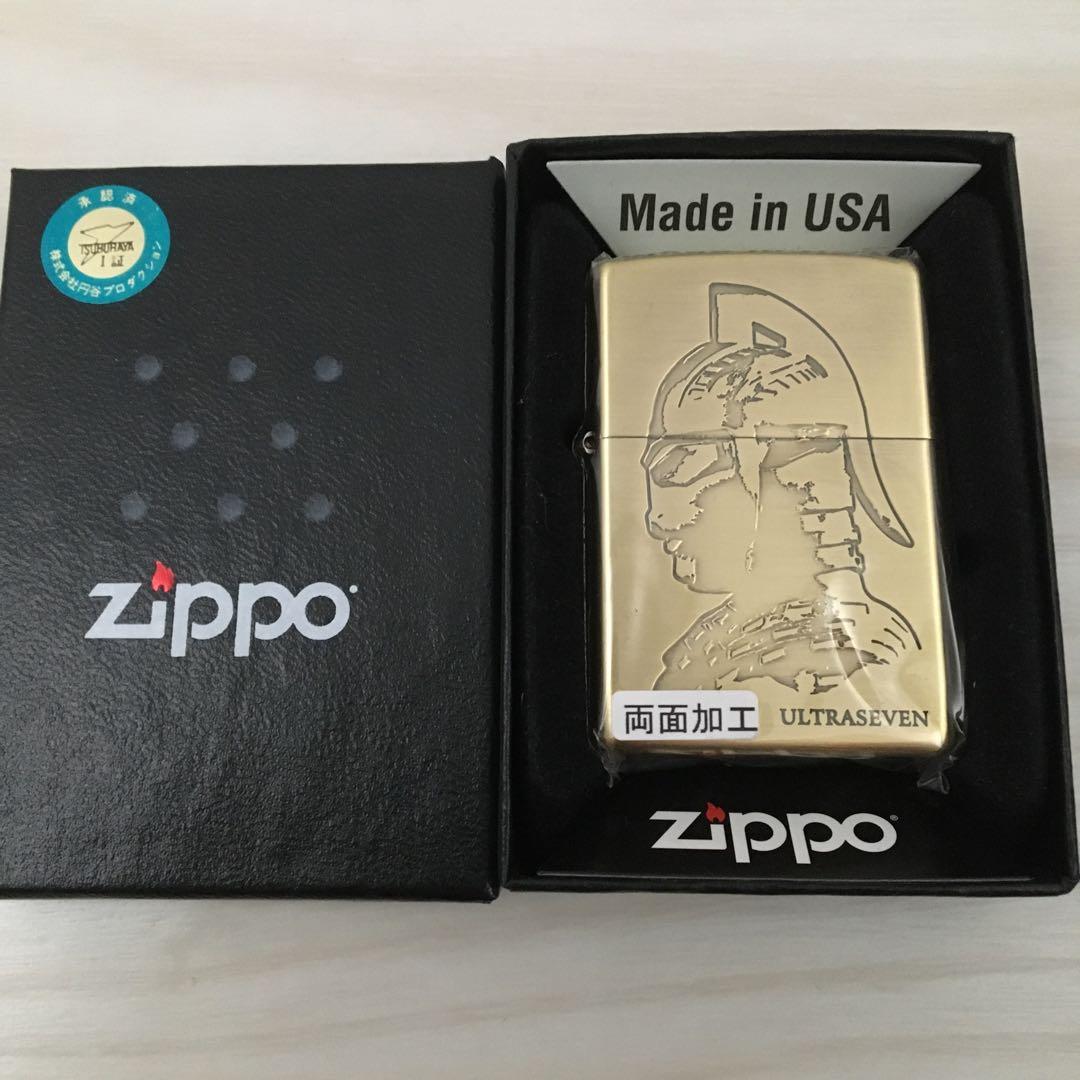 承認済
TSUBURAYA
株式会社円谷プロダクション
zippo
Made in USA
両面加工
ULTRASEVEN
zippo